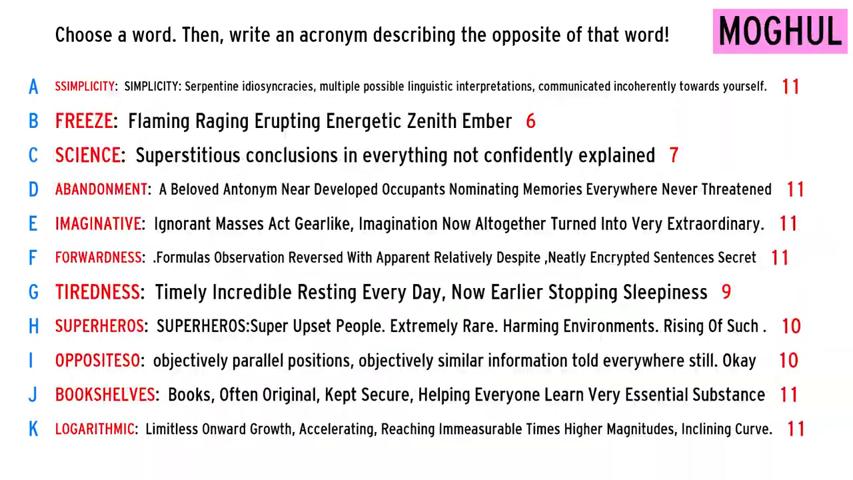 Choose a word. Then, write an acronym describing the opposite of that word!
MOGHUL
A SSIMPLICITY: SIMPLICITY: Serpentine idiosyncracies, multiple possible linguistic interpretations, communicated incoherently towards yourself. 11
B FREEZE: Flaming Raging Erupting Energetic Zenith Ember 6
C SCIENCE: Superstitious conclusions in everything not confidently explained 7
D ABANDONMENT: A Beloved Antonym Near Developed Occupants Nominating Memories Everywhere Never Threatened 11
E IMAGINATIVE: Ignorant Masses Act Gearlike, Imagination Now Altogether Turned Into Very Extraordinary. 11
F FORWARDNESS: .Formulas Observation Reversed With Apparent Relatively Despite ,Neatly Encrypted Sentences Secret 11
G TIREDNESS: Timely Incredible Resting Every Day, Now Earlier Stopping Sleepiness 9
H SUPERHEROS: SUPERHEROS:Super Upset People. Extremely Rare. Harming Environments. Rising Of Such . 10
I OPPOSITESO: objectively parallel positions, objectively similar information told everywhere still. Okay 10
J BOOKSHELVES: Books, Often Original, Kept Secure, Helping Everyone Learn Very Essential Substance 11
K LOGARITHMIC: Limitless Onward Growth, Accelerating, Reaching Immeasurable Times Higher Magnitudes, Inclining Curve. 11